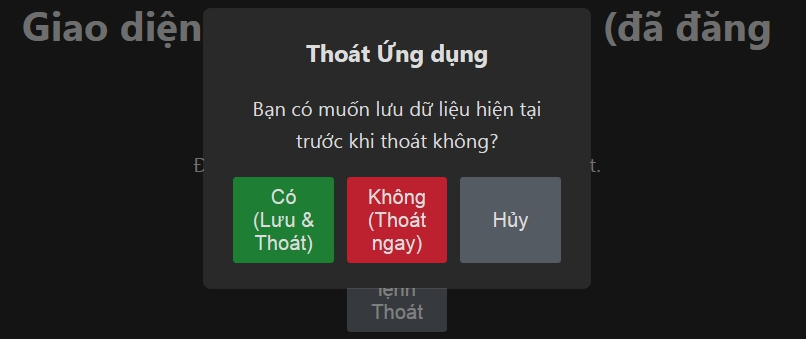 Giao diện (đã đăng
Thoát Ứng dụng
Bạn có muốn lưu dữ liệu hiện tại
trước khi thoát không?
Có
(Lưu &
Thoát)
Không
(Thoát
ngay)
Hủy
lệnh
Thoát